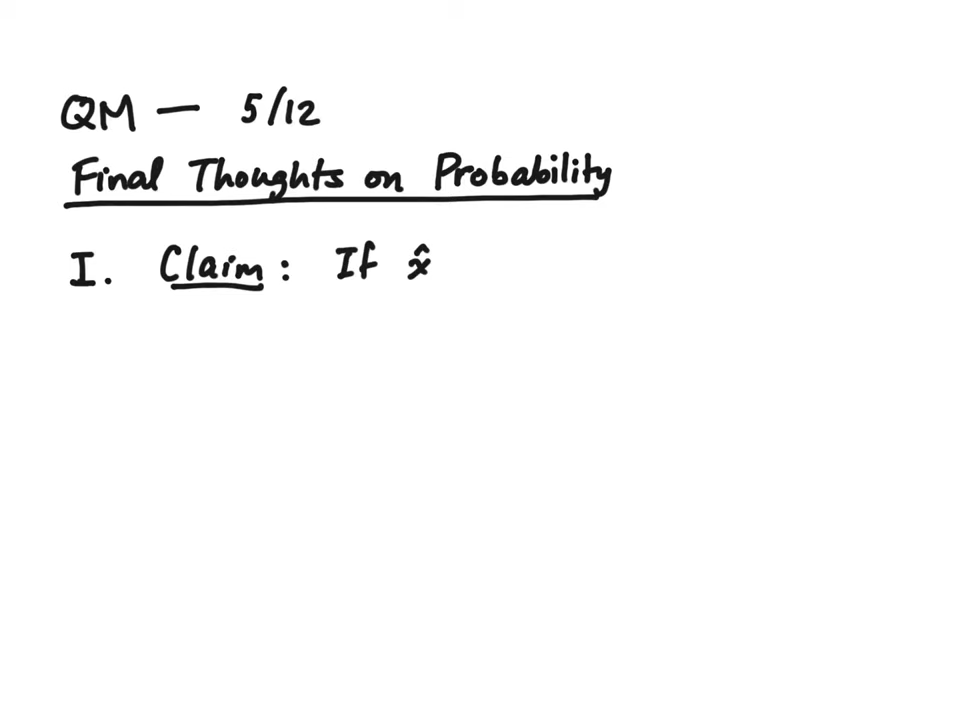 QM — 5/12
Final Thoughts on Probability
I. Claim: If x̂